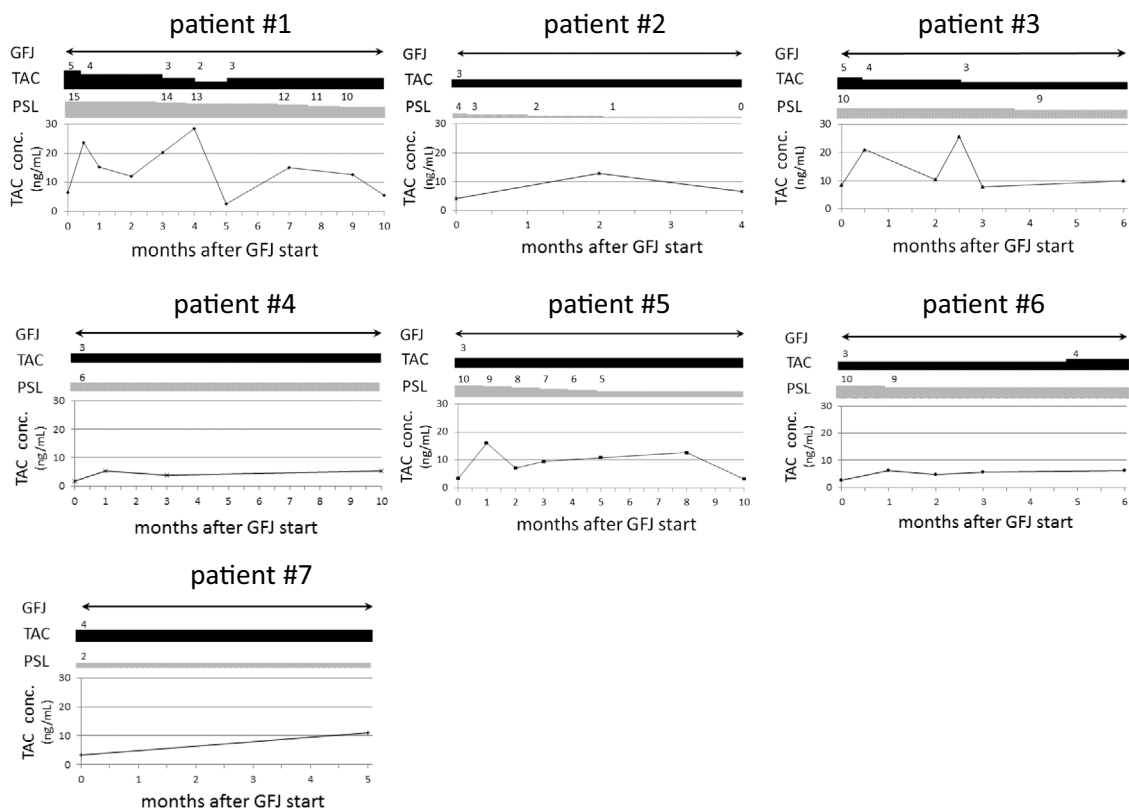 patient #1
GFJ
5 4 3 2 3
TAC
15 14 13 12 11 10
PSL
30
20
10
0
TAC conc.
(ng/mL)
0 1 2 3 4 5 6 7 8 9 10
months after GFJ start
patient #2
GFJ
3
TAC
4 3 2 1 0
PSL
30
20
10
0
TAC conc.
(ng/mL)
0 1 2 3 4
months after GFJ start
patient #3
GFJ
5 4 3
TAC
10 9
PSL
30
20
10
0
TAC conc.
(ng/mL)
0 1 2 3 4 5 6
months after GFJ start
patient #4
GFJ
3
TAC
6
PSL
30
20
10
0
TAC conc.
(ng/mL)
0 1 2 3 4 5 6 7 8 9 10
months after GFJ start
patient #5
GFJ
3
TAC
10 9 8 7 6 5
PSL
30
20
10
0
TAC conc.
(ng/mL)
0 1 2 3 4 5 6 7 8 9 10
months after GFJ start
patient #6
GFJ
3 4
TAC
10 9
PSL
30
20
10
0
TAC conc.
(ng/mL)
0 1 2 3 4 5 6
months after GFJ start
patient #7
GFJ
4
TAC
2
PSL
30
20
10
0
TAC conc.
(ng/mL)
0 1 1 2 2 3 3 4 4 5 5
months after GFJ start